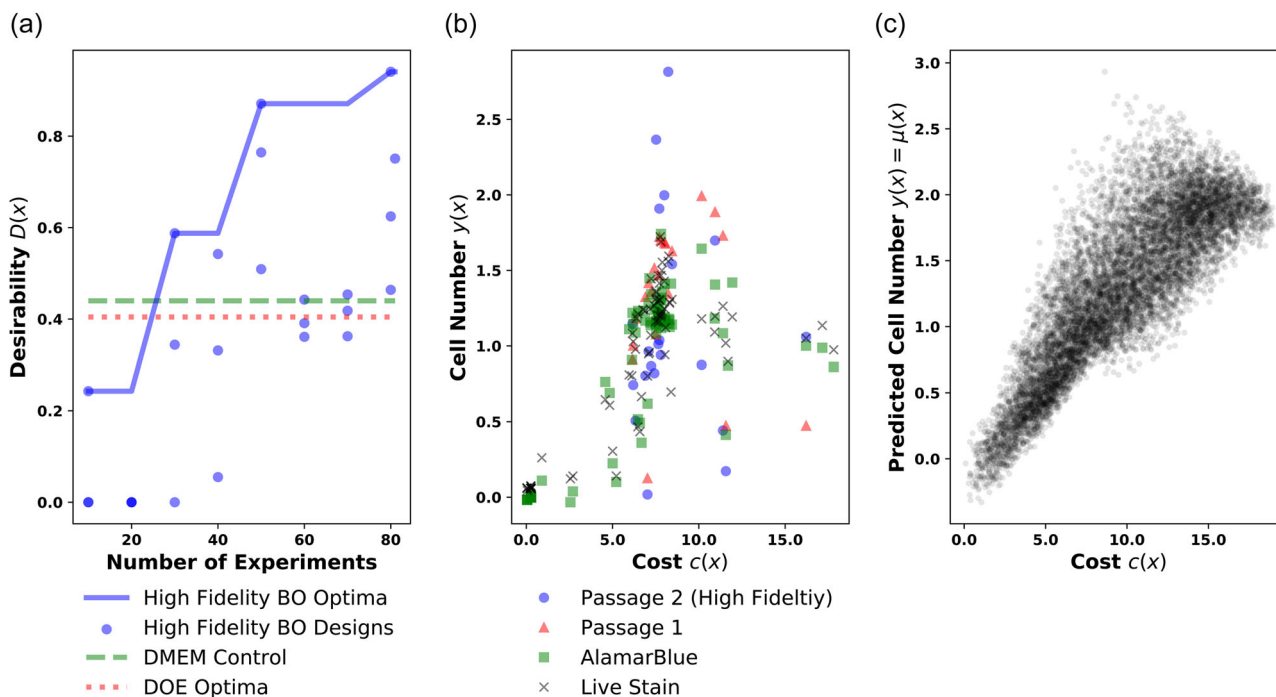 (a)
Desirability D(x)
0.8
0.6
0.4
0.2
0.0
20
40
60
80
Number of Experiments
High Fidelity BO Optima
High Fidelity BO Designs
DMEM Control
DOE Optima
(b)
Cell Number y(x)
2.5
2.0
1.5
1.0
0.5
0.0
0.0
5.0
10.0
15.0
Cost c(x)
Passage 2 (High Fideltiy)
Passage 1
AlamarBlue
Live Stain
(c)
Predicted Cell Number y(x) = μ(x)
3.0
2.5
2.0
1.5
1.0
0.5
0.0
0.0
5.0
10.0
15.0
Cost c(x)